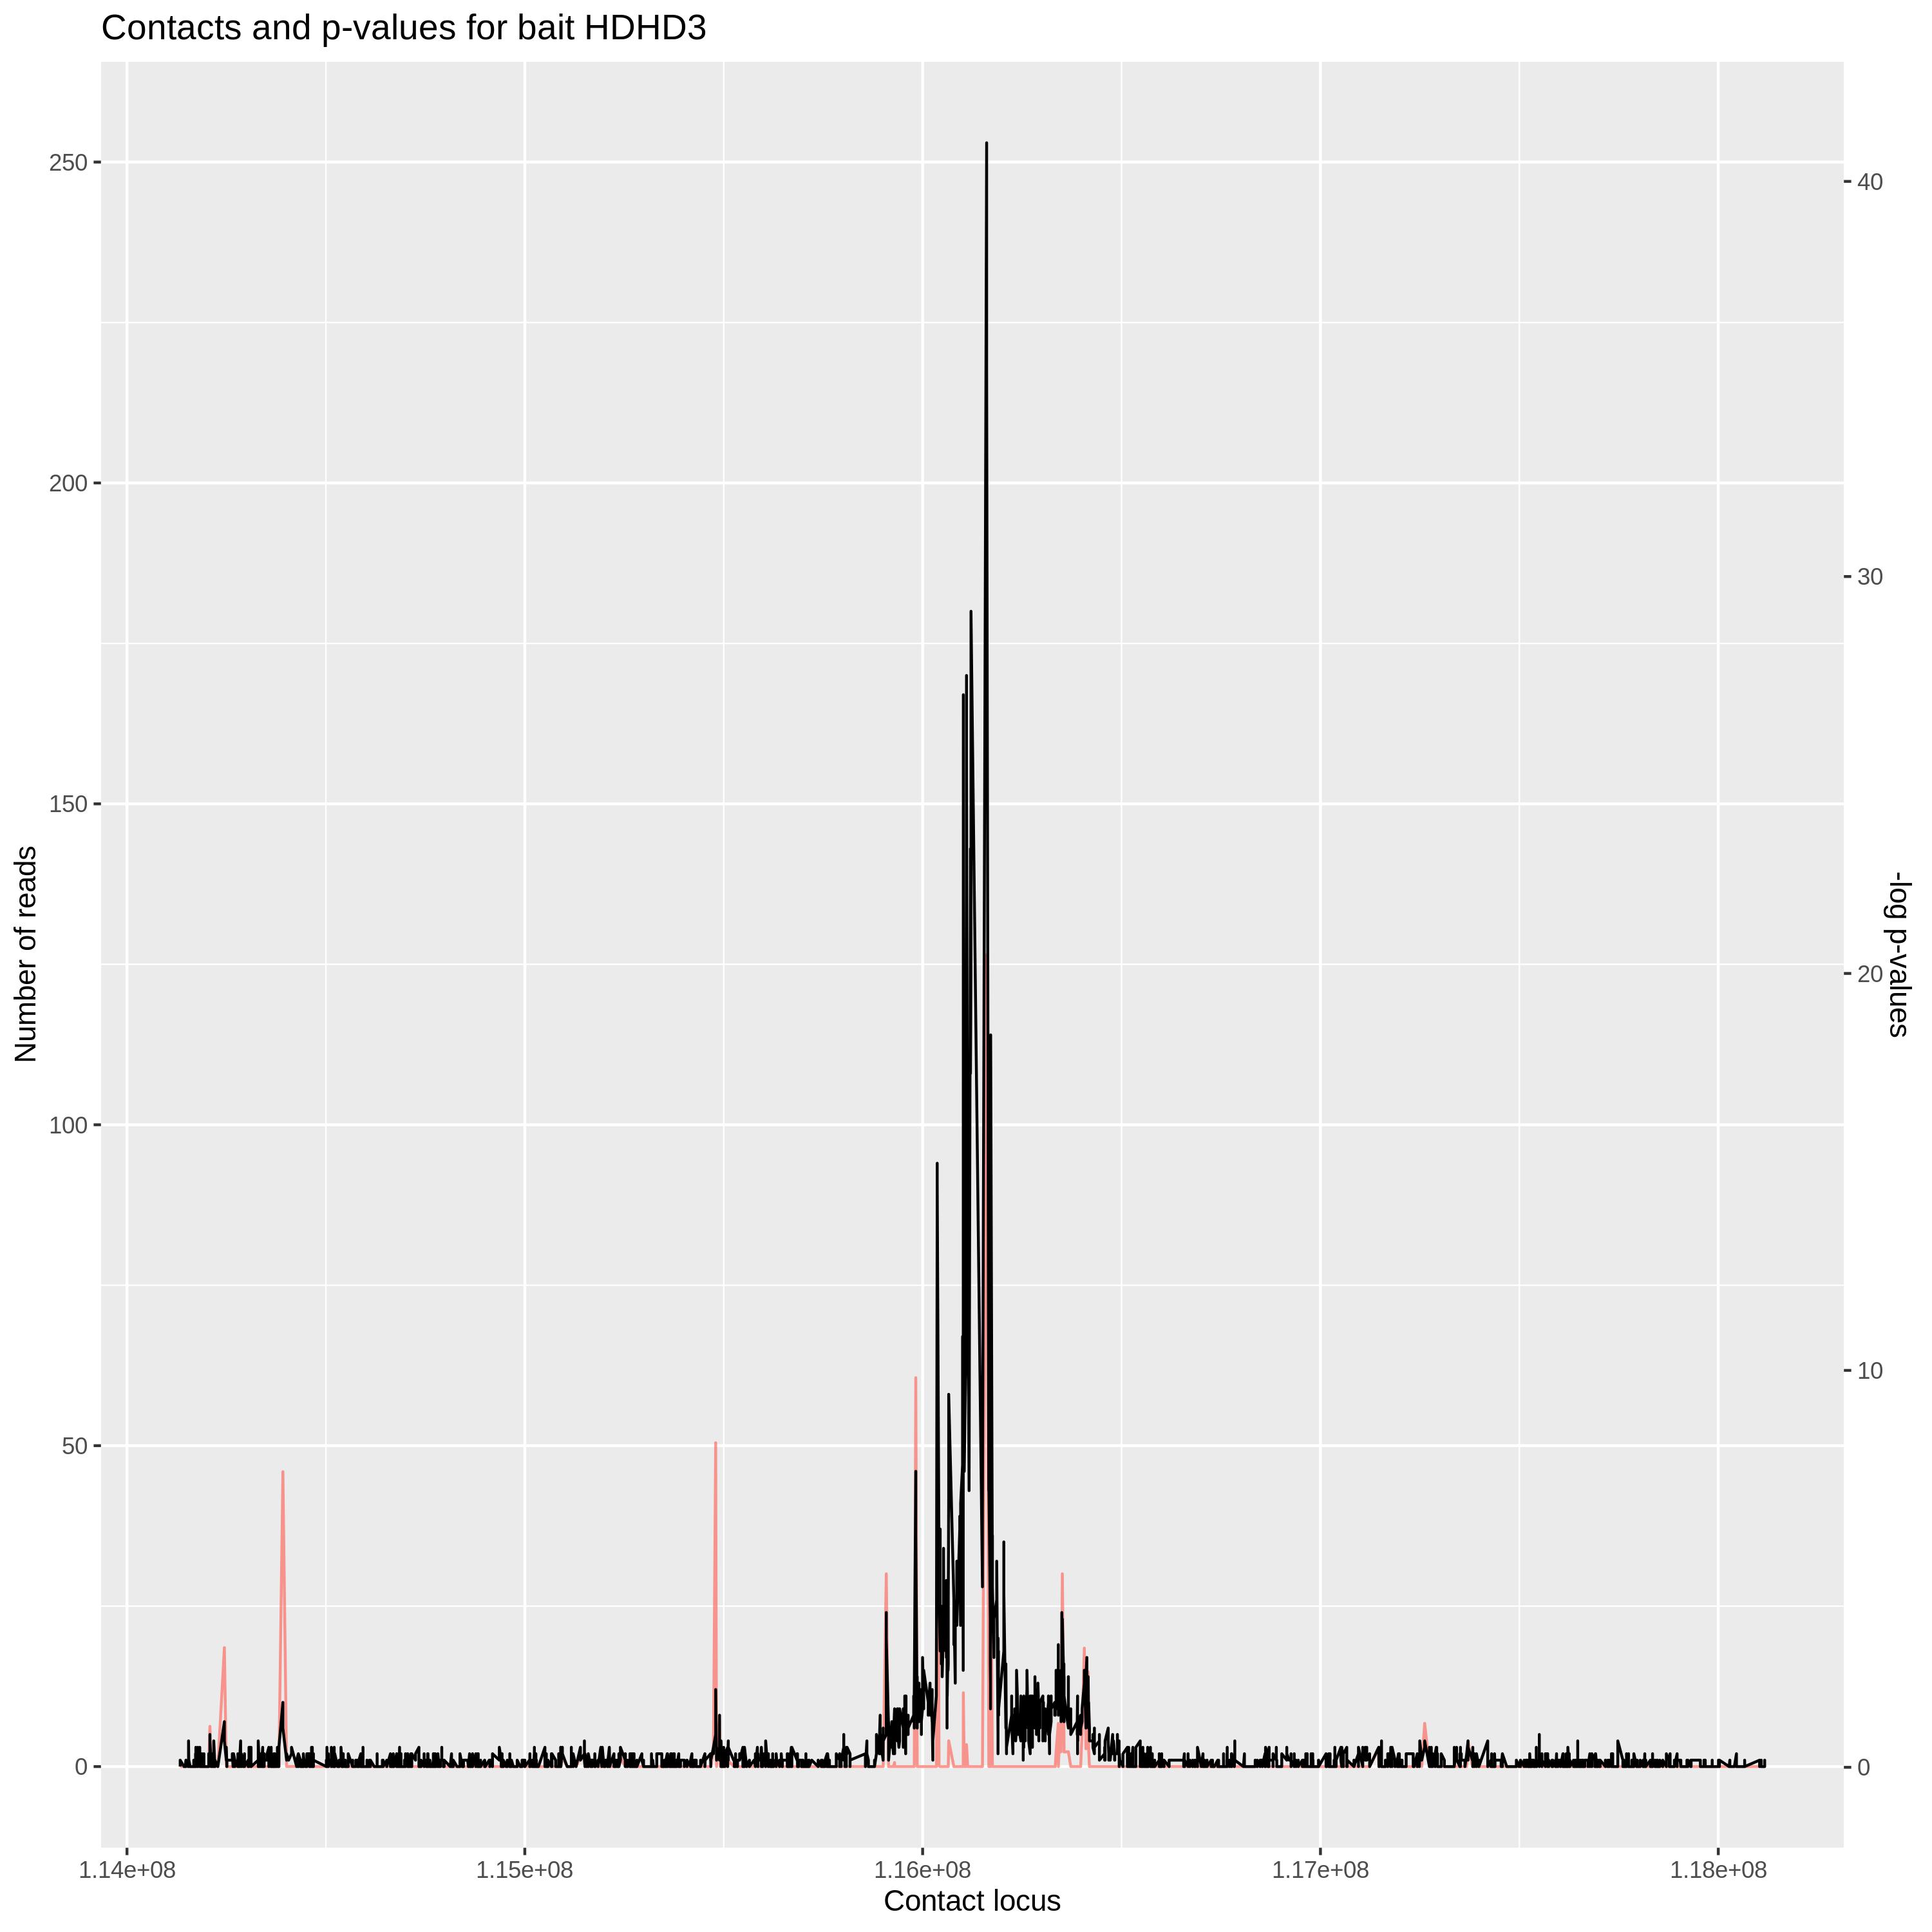 Contacts and p-values for bait HDHD3
250
200
150
100
50
0
Number of reads
40
30
20
10
0
-log p-values
1.14e+08
1.15e+08
1.16e+08
1.17e+08
1.18e+08
Contact locus